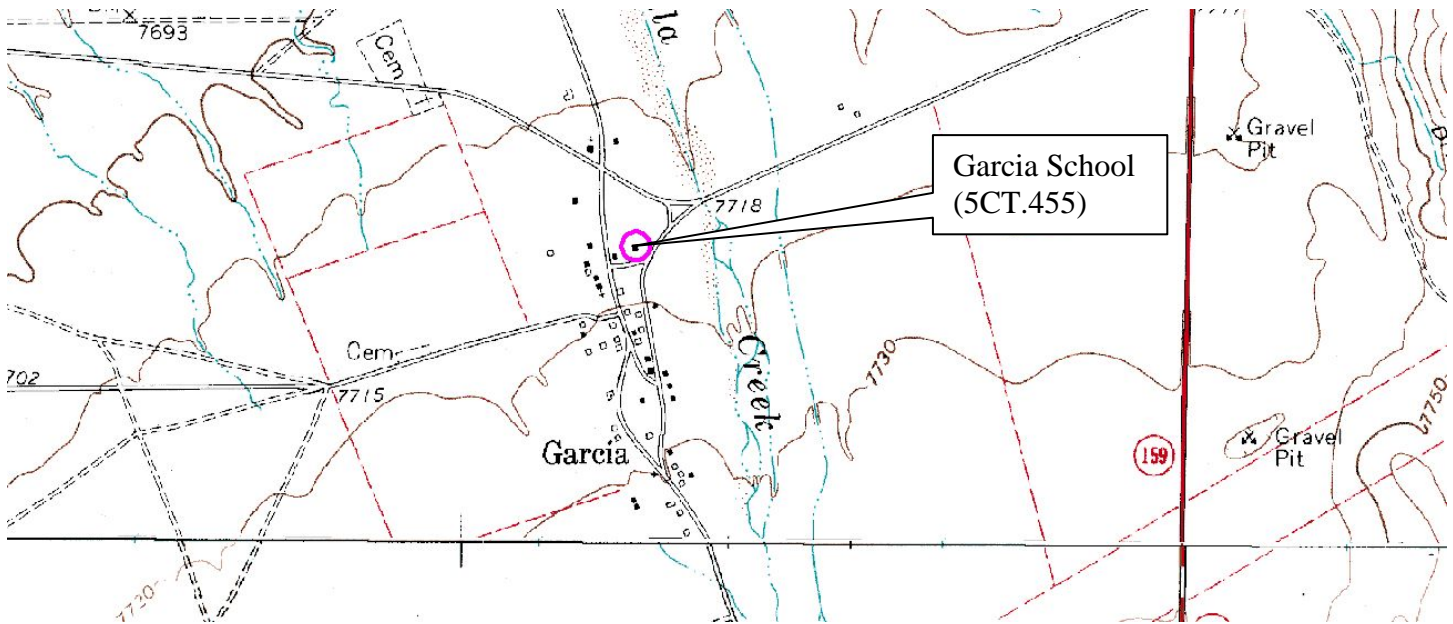 7693
Cem
la
Gravel
Pit
Garcia School
(5CT.455)
7718
Cem
702
7715
7730
Creek
7750
Garcia
159
Gravel
Pit
7720